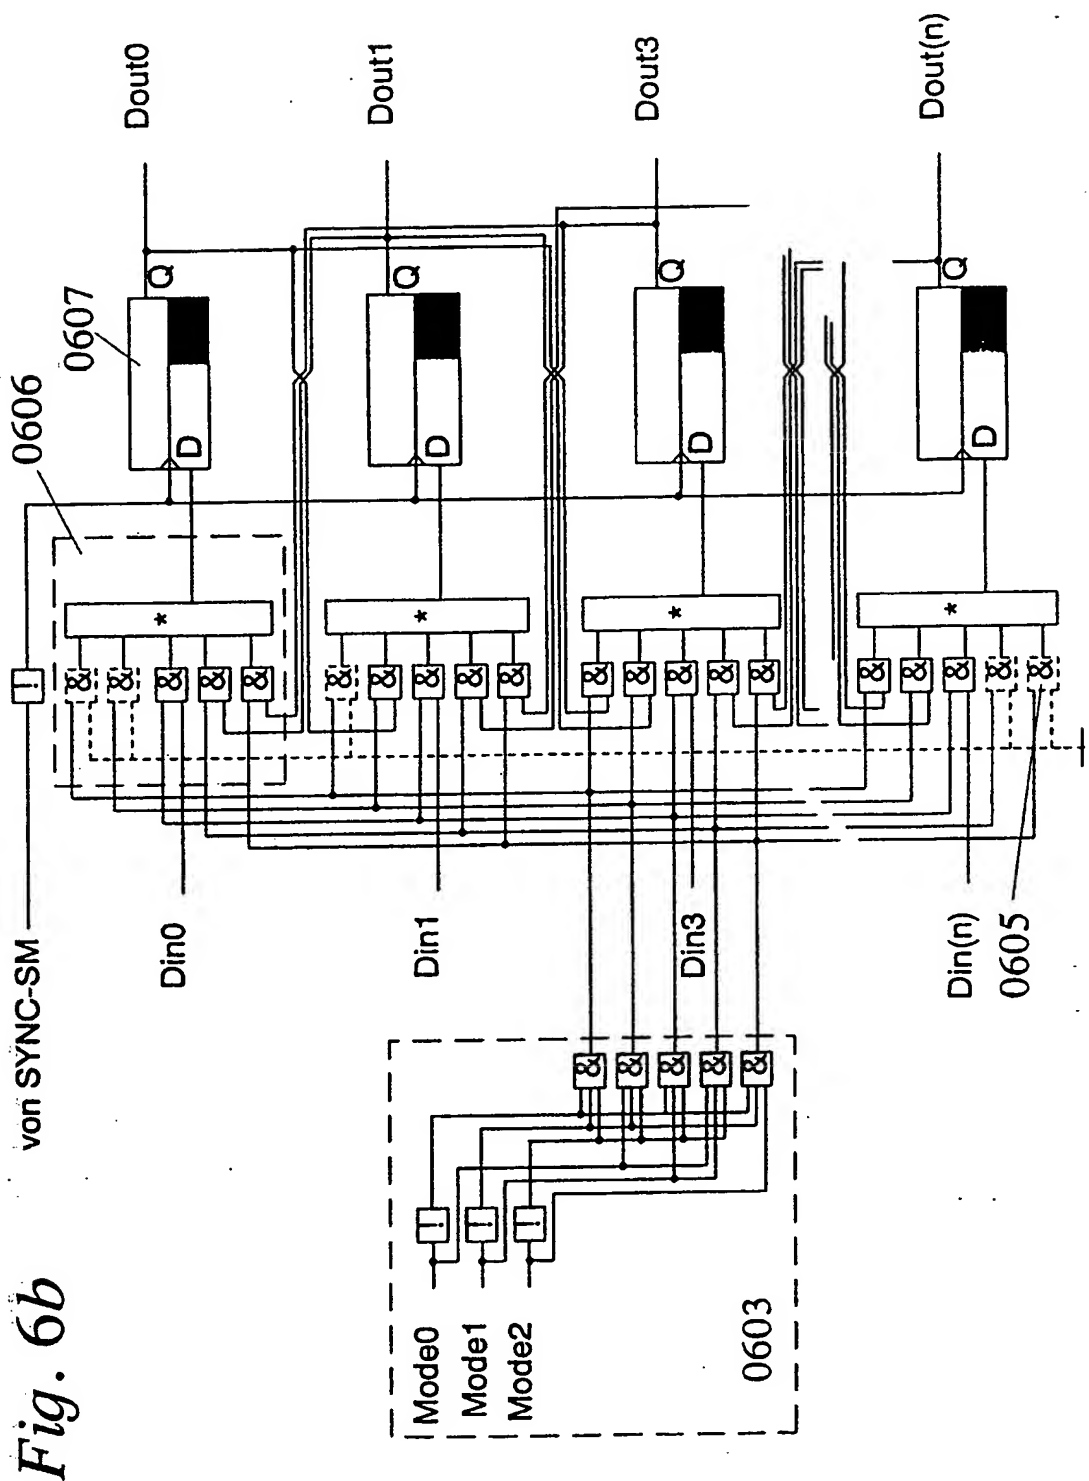 Fig. 6b
von SYNC-SM
!
0606
0607
&
&
&
&
&
*
Din0
D
Q
Dout0
&
&
&
&
&
*
Din1
D
Q
Dout1
Mode0
!
Mode1
!
Mode2
!
&
&
&
&
&
0603
&
&
&
&
&
*
Din3
D
Q
Dout3
&
&
&
&
&
*
Din(n)
D
Q
Dout(n)
0605